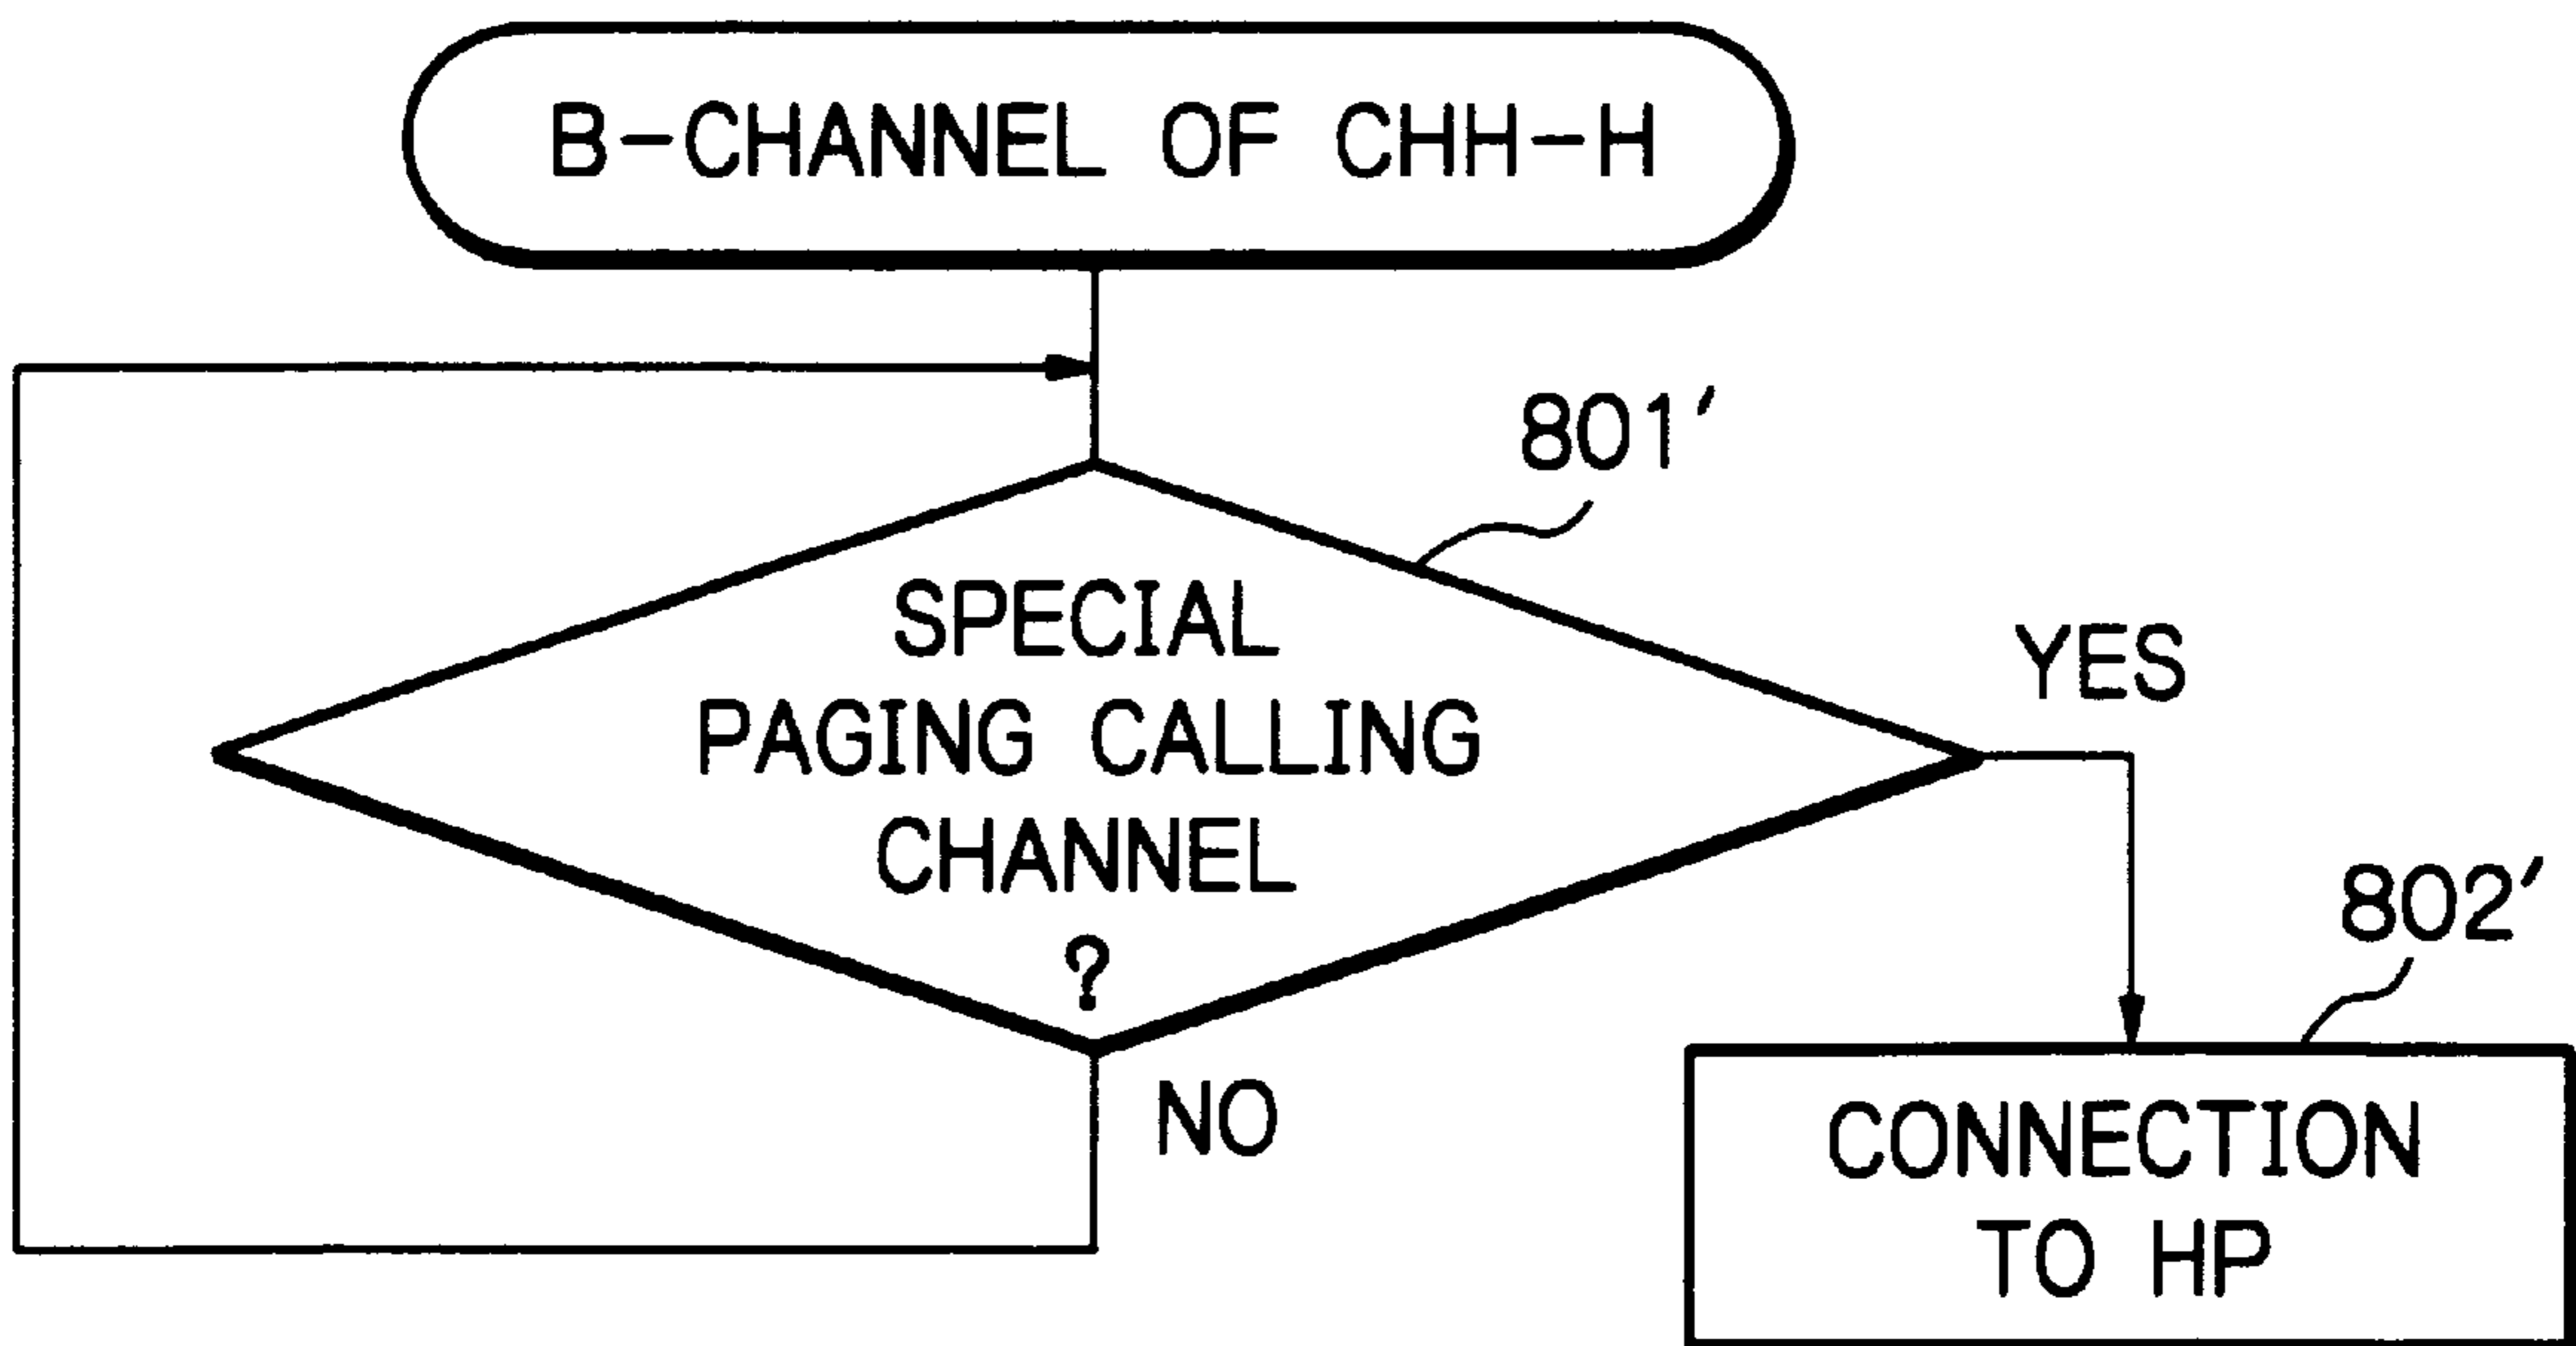 B-CHANNEL OF CHH-H
801'
SPECIAL
PAGING CALLING
CHANNEL
?
YES
NO
802'
CONNECTION
TO HP